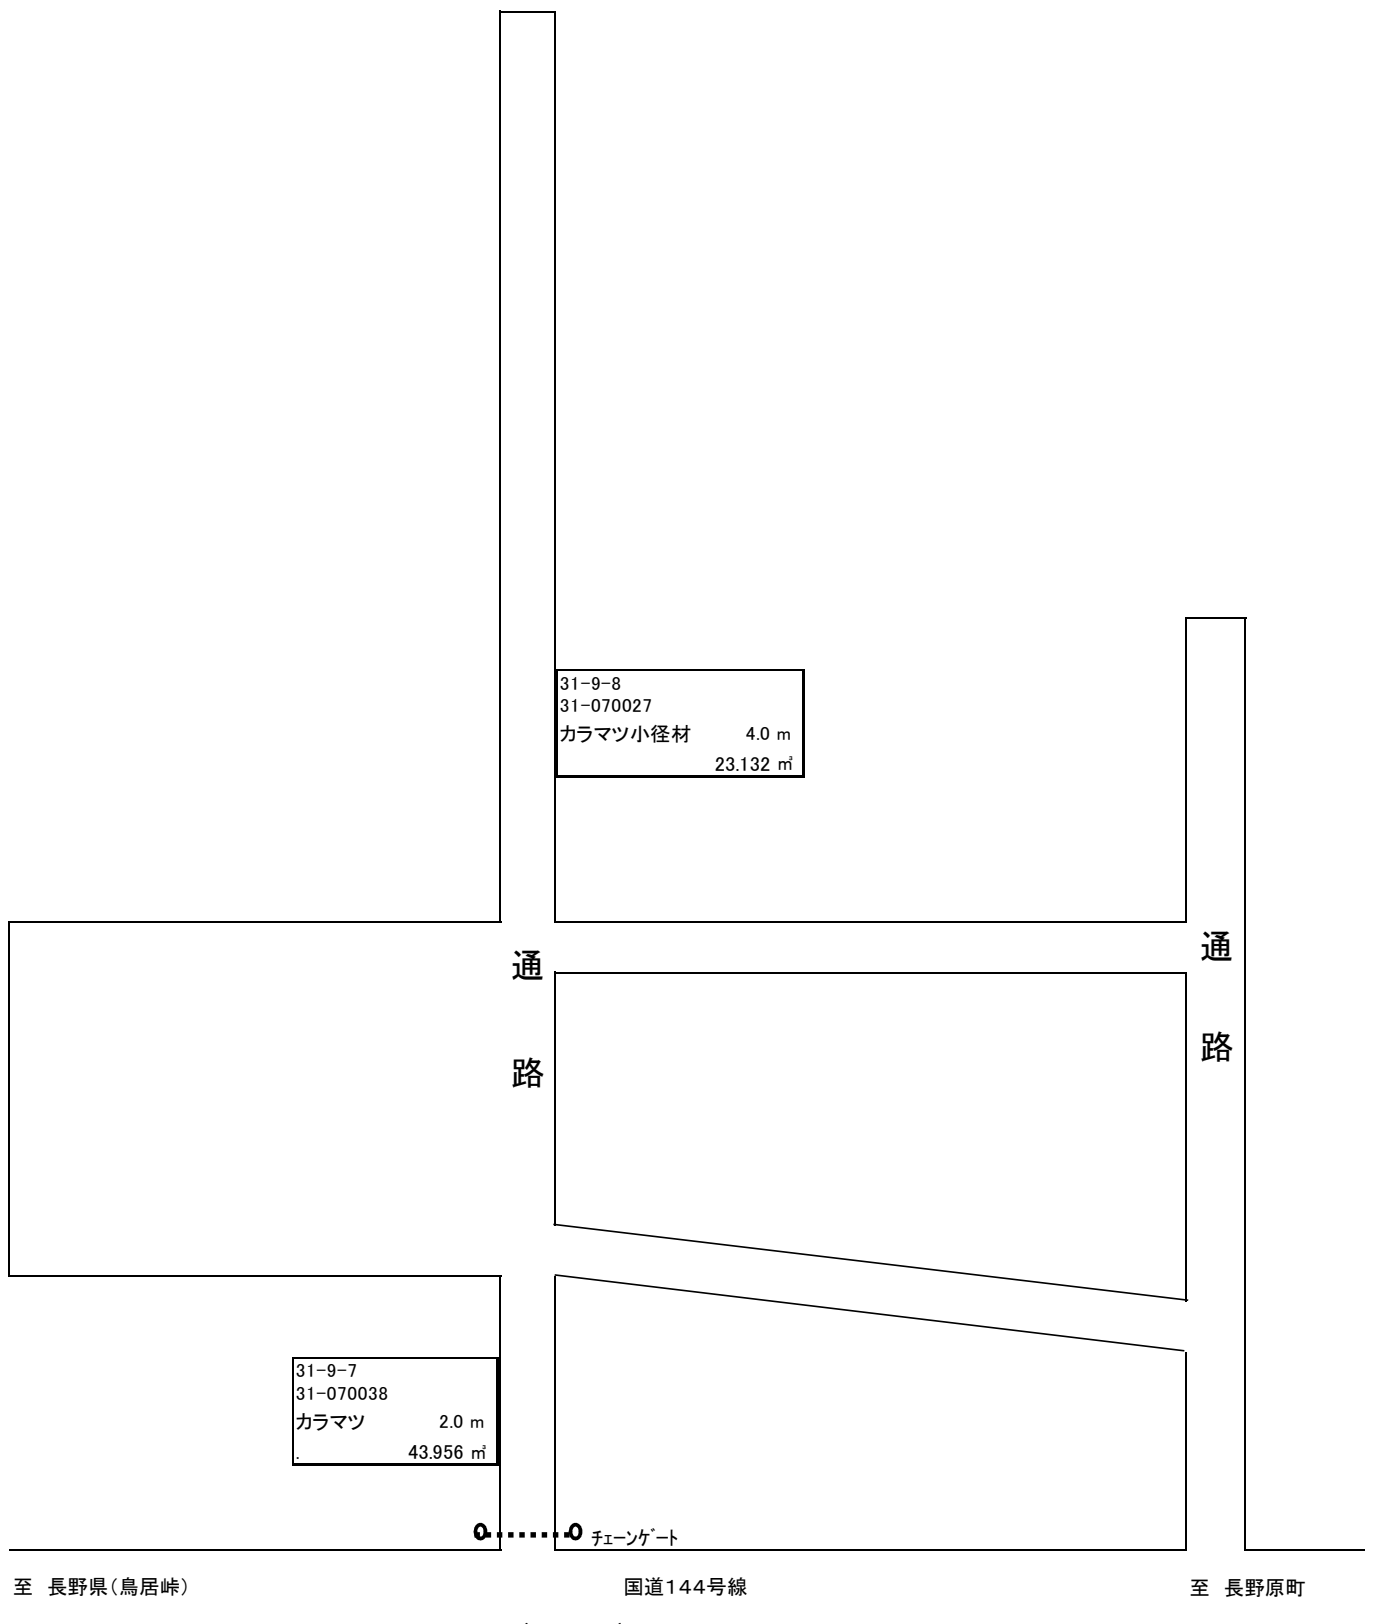 31-9-8
31-070027
カラマツ小径材 4.0 m
23.132 ㎥
通
路
通
路
31-9-7
31-070038
カラマツ 2.0 m
. 43.956 ㎥
チェーンゲート
至 長野県(鳥居峠)
国道144号線
至 長野原町